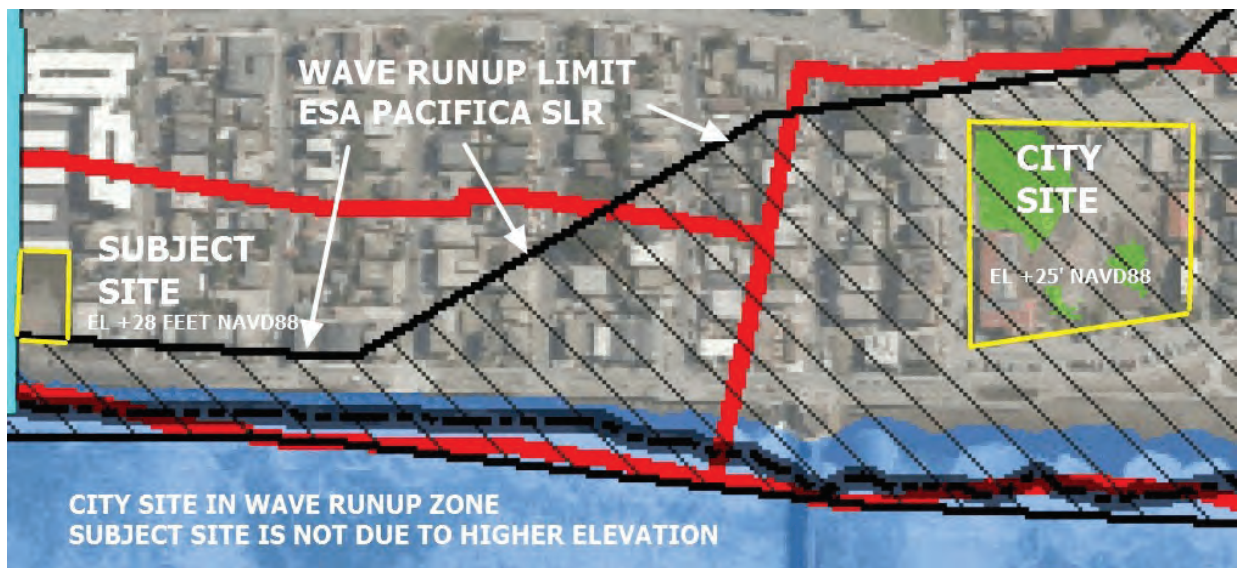 WAVE RUNUP LIMIT
ESA PACIFICA SLR
CITY
SITE
SUBJECT
SITE
EL +25' NAVD88
EL +28 FEET NAVD88
CITY SITE IN WAVE RUNUP ZONE
SUBJECT SITE IS NOT DUE TO HIGHER ELEVATION